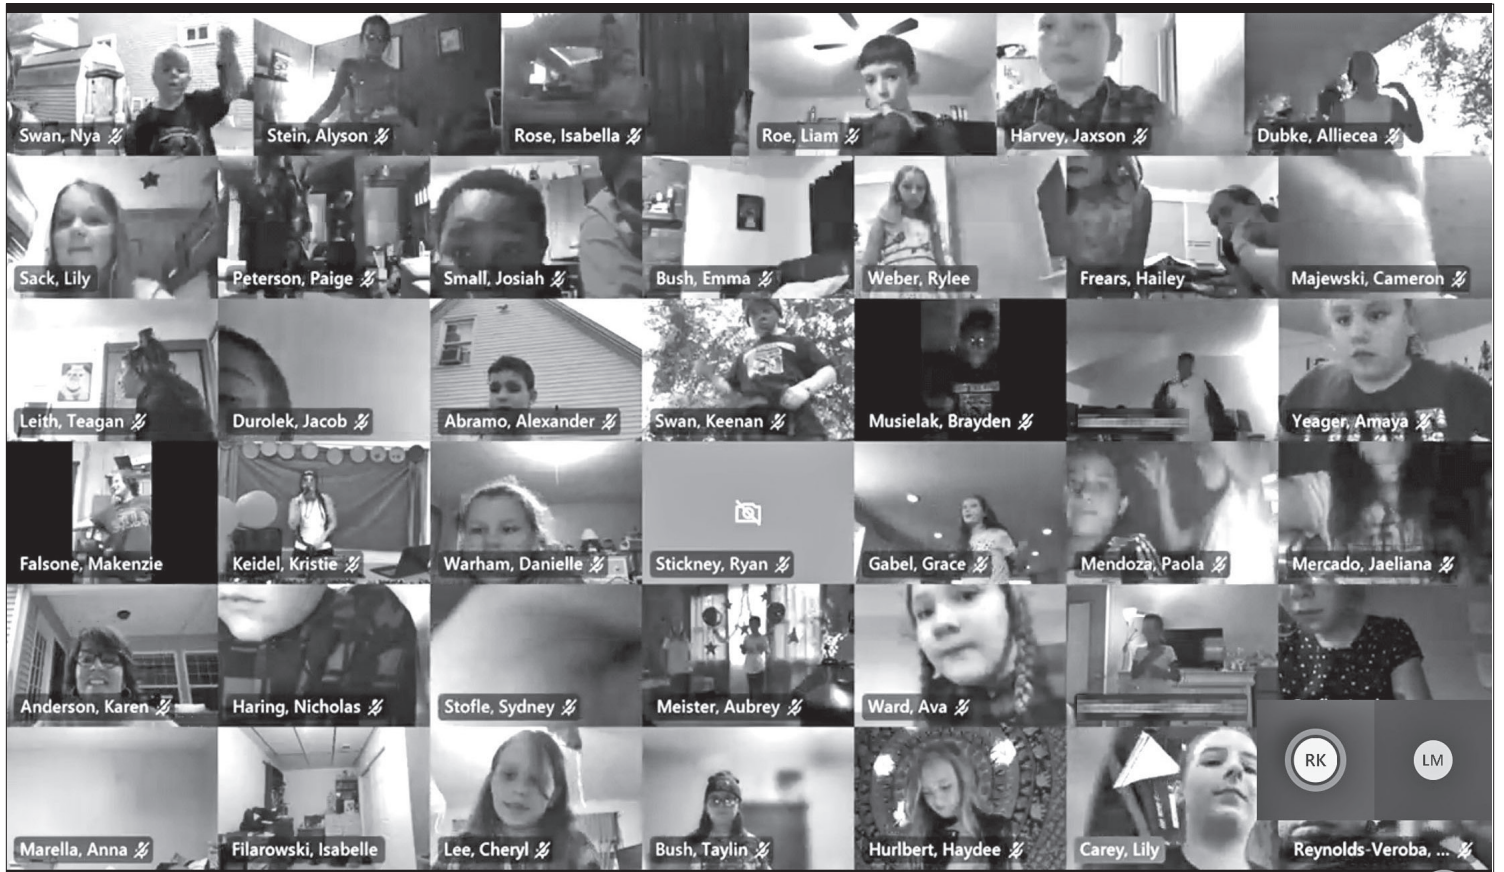 Swan, Nya
Stein, Alyson
Rose, Isabella
Roe, Liam
Harvey, Jaxson
Dubke, Alliecea
Sack, Lily
Peterson, Paige
Small, Josiah
Bush, Emma
Weber, Rylee
Frears, Hailey
Majewski, Cameron
Leith, Teagan
Durolek, Jacob
Abramo, Alexander
Swan, Keenan
Musielak, Brayden
Yeager, Amaya
Falsone, Makenzie
Keidel, Kristie
Warham, Danielle
Stickney, Ryan
Gabel, Grace
Mendoza, Paola
Mercado, Jaeliana
Anderson, Karen
Haring, Nicholas
Stofle, Sydney
Meister, Aubrey
Ward, Ava
RK
LM
Marella, Anna
Filarowski, Isabelle
Lee, Cheryl
Bush, Taylin
Hurlbert, Haydee
Carey, Lily
Reynolds-Veroba, ...